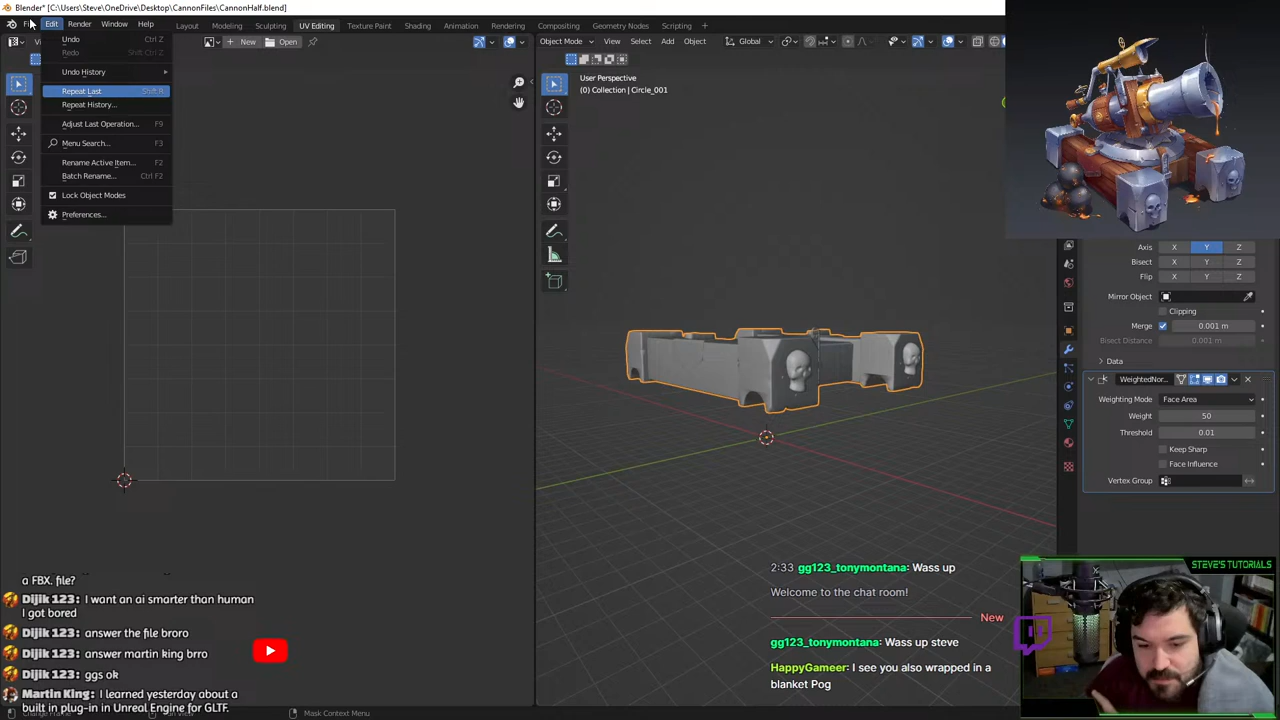 Blender* [C:\Users\Steve\OneDrive\Desktop\CannonFiles\CannonHalf.blend]
Edit Render Window Help Layout Modeling Sculpting UV Editing Texture Paint Shading Animation Rendering Compositing Geometry Nodes Scripting
Undo Ctrl Z
Redo Shift Ctrl Z
Undo History
Repeat Last Shift R
Repeat History...
Adjust Last Operation... F9
Menu Search... F3
Rename Active Item... F2
Batch Rename... Ctrl F2
Lock Object Modes
Preferences...
New Open
Object Mode View Select Add Object Global
User Perspective
(0) Collection | Circle_001
Axis X Y Z
Bisect X Y Z
Flip X Y Z
Mirror Object
Clipping
Merge 0.001 m
Bisect Distance 0.001 m
Data
WeightedNor...
Weighting Mode Face Area
Weight 50
Threshold 0.01
Keep Sharp
Face Influence
Vertex Group
a FBX. file?
Dijik 123: I want an ai smarter than human
I got bored
Dijik 123: answer the file broro
Dijik 123: answer martin king brro
Dijik 123: ggs ok
Martin King: I learned yesterday about a
built in plug-in in Unreal Engine for GLTF.
2:33 gg123_tonymontana: Wass up
Welcome to the chat room!
New
gg123_tonymontana: Wass up steve
HappyGameer: I see you also wrapped in a
blanket Pog
STEVE'S TUTORIALS
Mask Context Menu